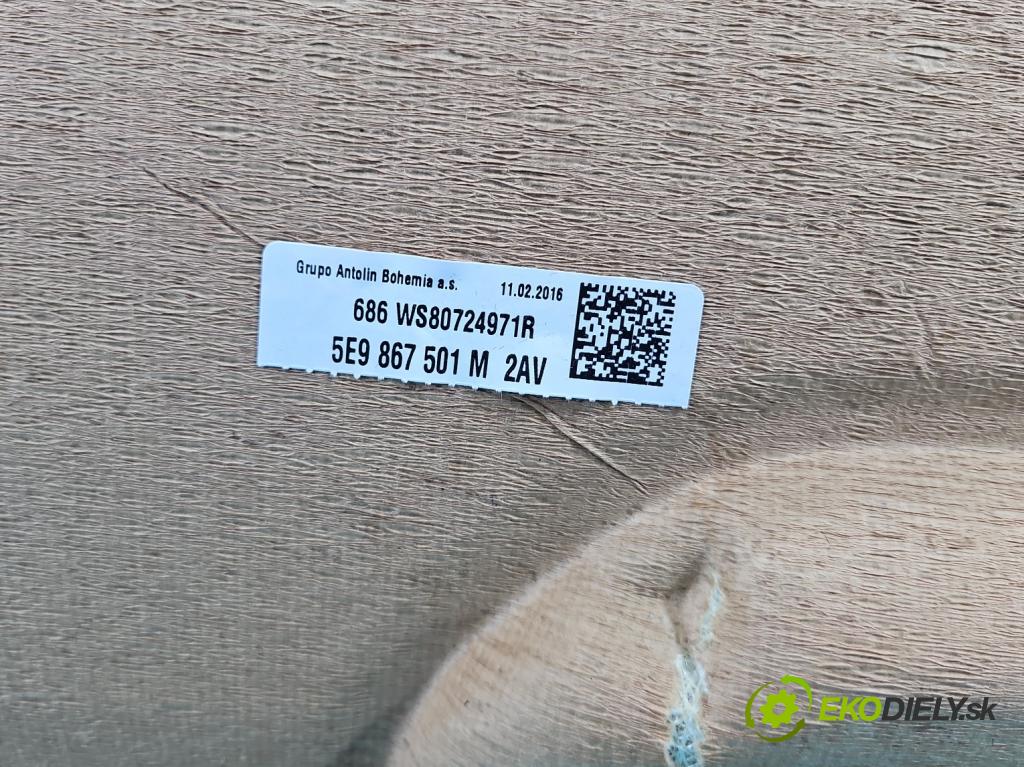 Grupo Antolin Bohemia a.s. 11.02.2016
686 WS80724971R
5E9 867 501 M 2AV
EKODIELY.sk